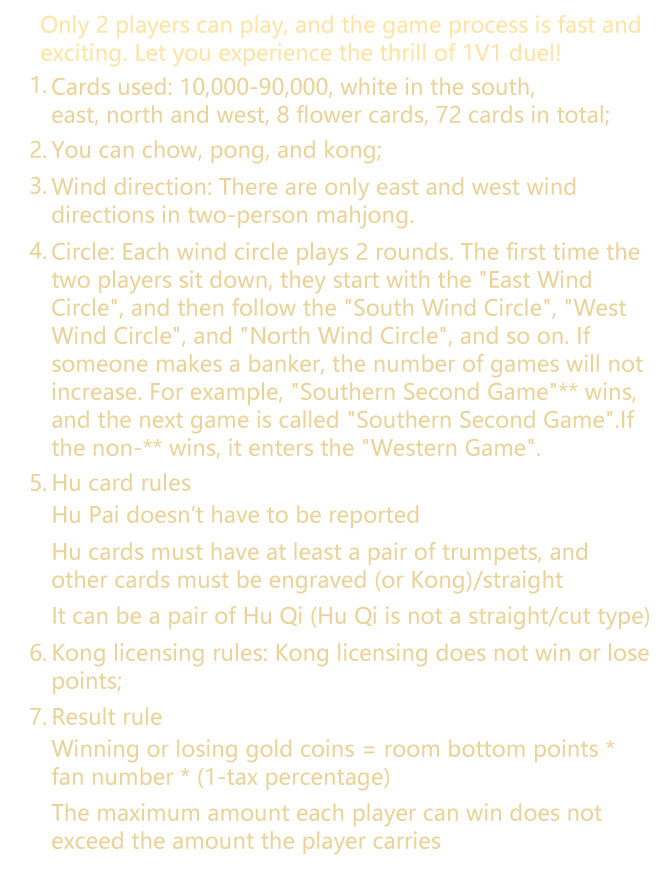 Only 2 players can play, and the game process is fast and
exciting. Let you experience the thrill of 1V1 duel!
1. Cards used: 10,000-90,000, white in the south,
east, north and west, 8 flower cards, 72 cards in total;
2. You can chow, pong, and kong;
3. Wind direction: There are only east and west wind
directions in two-person mahjong.
4. Circle: Each wind circle plays 2 rounds. The first time the
two players sit down, they start with the "East Wind
Circle", and then follow the "South Wind Circle", "West
Wind Circle", and "North Wind Circle", and so on. If
someone makes a banker, the number of games will not
increase. For example, "Southern Second Game"** wins,
and the next game is called "Southern Second Game".If
the non-** wins, it enters the "Western Game".
5. Hu card rules
Hu Pai doesn't have to be reported
Hu cards must have at least a pair of trumpets, and
other cards must be engraved (or Kong)/straight
It can be a pair of Hu Qi (Hu Qi is not a straight/cut type)
6. Kong licensing rules: Kong licensing does not win or lose
points;
7. Result rule
Winning or losing gold coins = room bottom points *
fan number * (1-tax percentage)
The maximum amount each player can win does not
exceed the amount the player carries